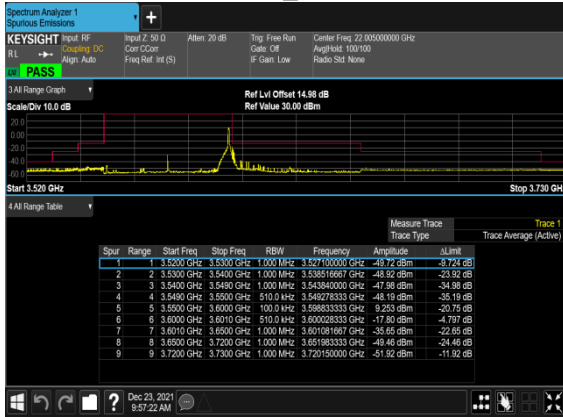 Spectrum Analyzer 1
Spurious Emissions
KEYSIGHT Input: RF Input Z: 50 Ω Atten: 20 dB Trig: Free Run Center Freq: 22.005000000 GHz
RL Coupling: DC Corr CCorr Gate: Off Avg|Hold: 100/100
Align: Auto Freq Ref: Int (S) IF Gain: Low Radio Std: None
PASS
3 All Range Graph Ref Lvl Offset 14.98 dB
Scale/Div 10.0 dB Ref Value 30.00 dBm
20.0
0.00
-20.0
-40.0
-60.0
Start 3.520 GHz Stop 3.730 GH
4 All Range Table
Measure Trace Trace 1
Trace Type Trace Average (Active)
Spur Range Start Freq Stop Freq RBW Frequency Amplitude ΔLimit
1 1 3.5200 GHz 3.5300 GHz 1.000 MHz 3.527100000 GHz -49.72 dBm -9.724 dB
2 2 3.5300 GHz 3.5400 GHz 1.000 MHz 3.538516667 GHz -48.92 dBm -23.92 dB
3 3 3.5400 GHz 3.5490 GHz 1.000 MHz 3.543840000 GHz -47.98 dBm -34.98 dB
4 4 3.5490 GHz 3.5500 GHz 510.0 kHz 3.549278333 GHz -48.19 dBm -35.19 dB
5 5 3.5500 GHz 3.6000 GHz 100.0 kHz 3.598833333 GHz 9.253 dBm -20.75 dB
6 6 3.6000 GHz 3.6010 GHz 510.0 kHz 3.600028333 GHz -17.80 dBm -4.797 dB
7 7 3.6010 GHz 3.6500 GHz 1.000 MHz 3.601081667 GHz -35.65 dBm -22.65 dB
8 8 3.6500 GHz 3.7200 GHz 1.000 MHz 3.651983333 GHz -49.46 dBm -24.46 dB
9 9 3.7200 GHz 3.7300 GHz 1.000 MHz 3.720150000 GHz -51.92 dBm -11.92 dB
Dec 23, 2021
9:57:22 AM